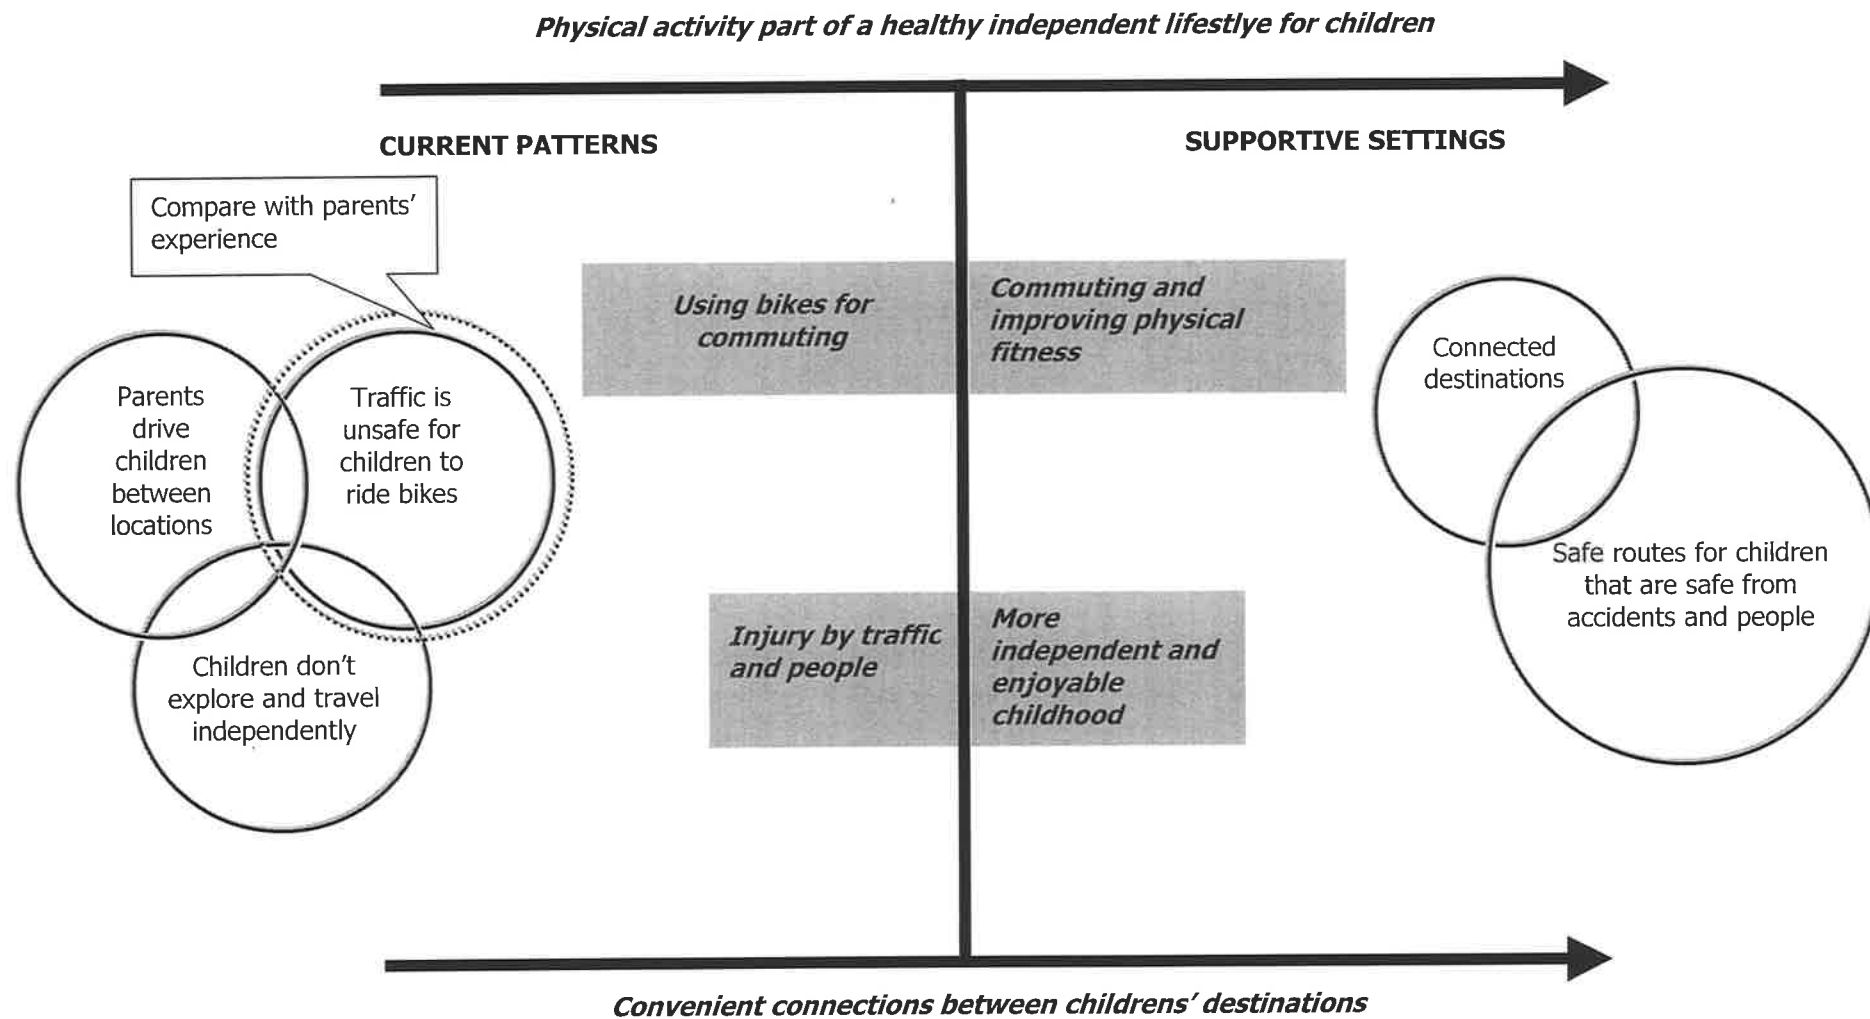 Physical activity part of a healthy independent lifestlye for children
CURRENT PATTERNS
SUPPORTIVE SETTINGS
Compare with parents'
experience
Parents
drive
children
between
locations
Traffic is
unsafe for
children to
ride bikes
Children don't
explore and travel
independently
Using bikes for
commuting
Commuting and
improving physical
fitness
Injury by traffic
and people
More
independent and
enjoyable
childhood
Connected
destinations
Safe routes for children
that are safe from
accidents and people
Convenient connections between childrens' destinations